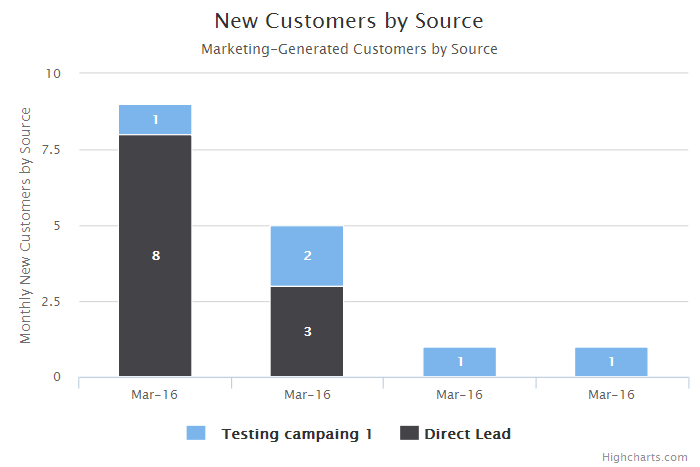 New Customers by Source
Marketing-Generated Customers by Source
Monthly New Customers by Source
10
7.5
5
2.5
0
1
8
2
3
1
1
Mar-16
Mar-16
Mar-16
Mar-16
Testing campaing 1
Direct Lead
Highcharts.com